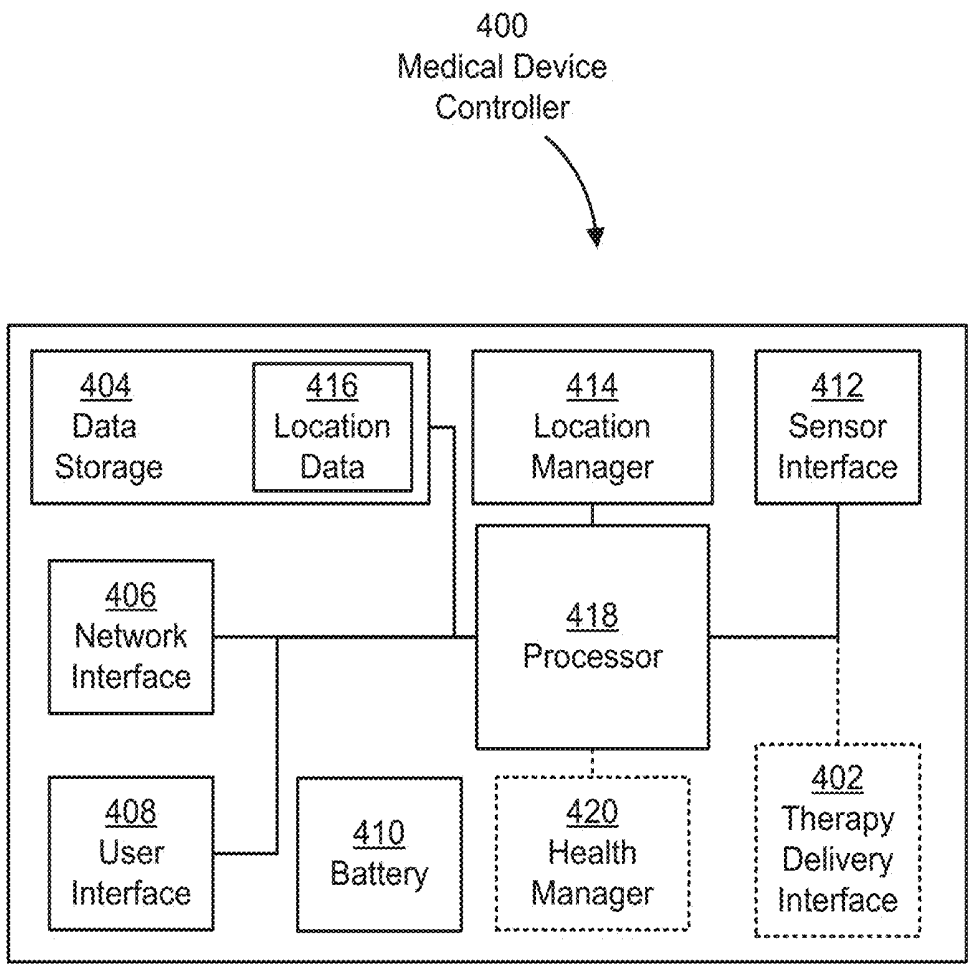 400
Medical Device
Controller
404
Data
Storage
416
Location
Data
414
Location
Manager
412
Sensor
Interface
406
Network
Interface
418
Processor
408
User
Interface
410
Battery
420
Health
Manager
402
Therapy
Delivery
Interface